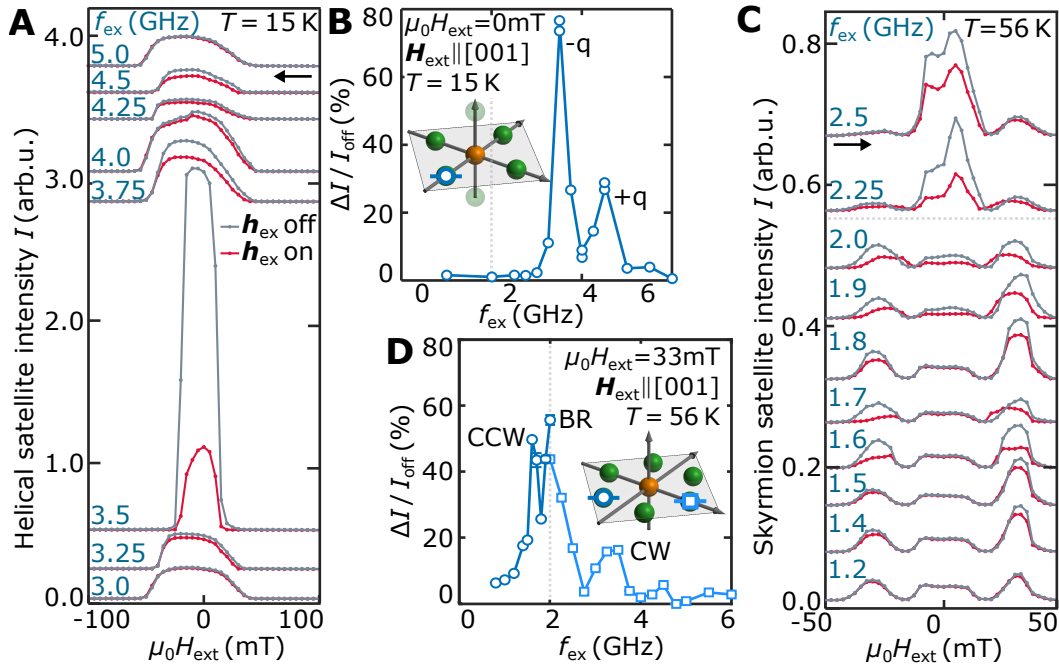 A
f_ex (GHz)
T = 15 K
4.0
5.0
4.5
4.25
4.0
3.0
3.75
h_ex off
h_ex on
2.0
1.0
3.5
3.25
0.0
3.0
-100
0
100
μ0H_ext (mT)
Helical satellite intensity I (arb.u.)
B
80
μ0H_ext=0mT
H_ext||[001]
T = 15 K
-q
60
40
+q
20
0
0
2
4
6
f_ex (GHz)
ΔI / I_off (%)
D
80
μ0H_ext=33mT
H_ext||[001]
T = 56 K
60
BR
CCW
40
20
CW
0
0
2
4
6
f_ex (GHz)
ΔI / I_off (%)
C
f_ex (GHz)
T=56 K
0.8
2.5
0.6
2.25
2.0
1.9
0.4
1.8
1.7
1.6
0.2
1.5
1.4
1.2
0.0
-50
0
50
μ0H_ext (mT)
Skyrmion satellite intensity I (arb.u.)